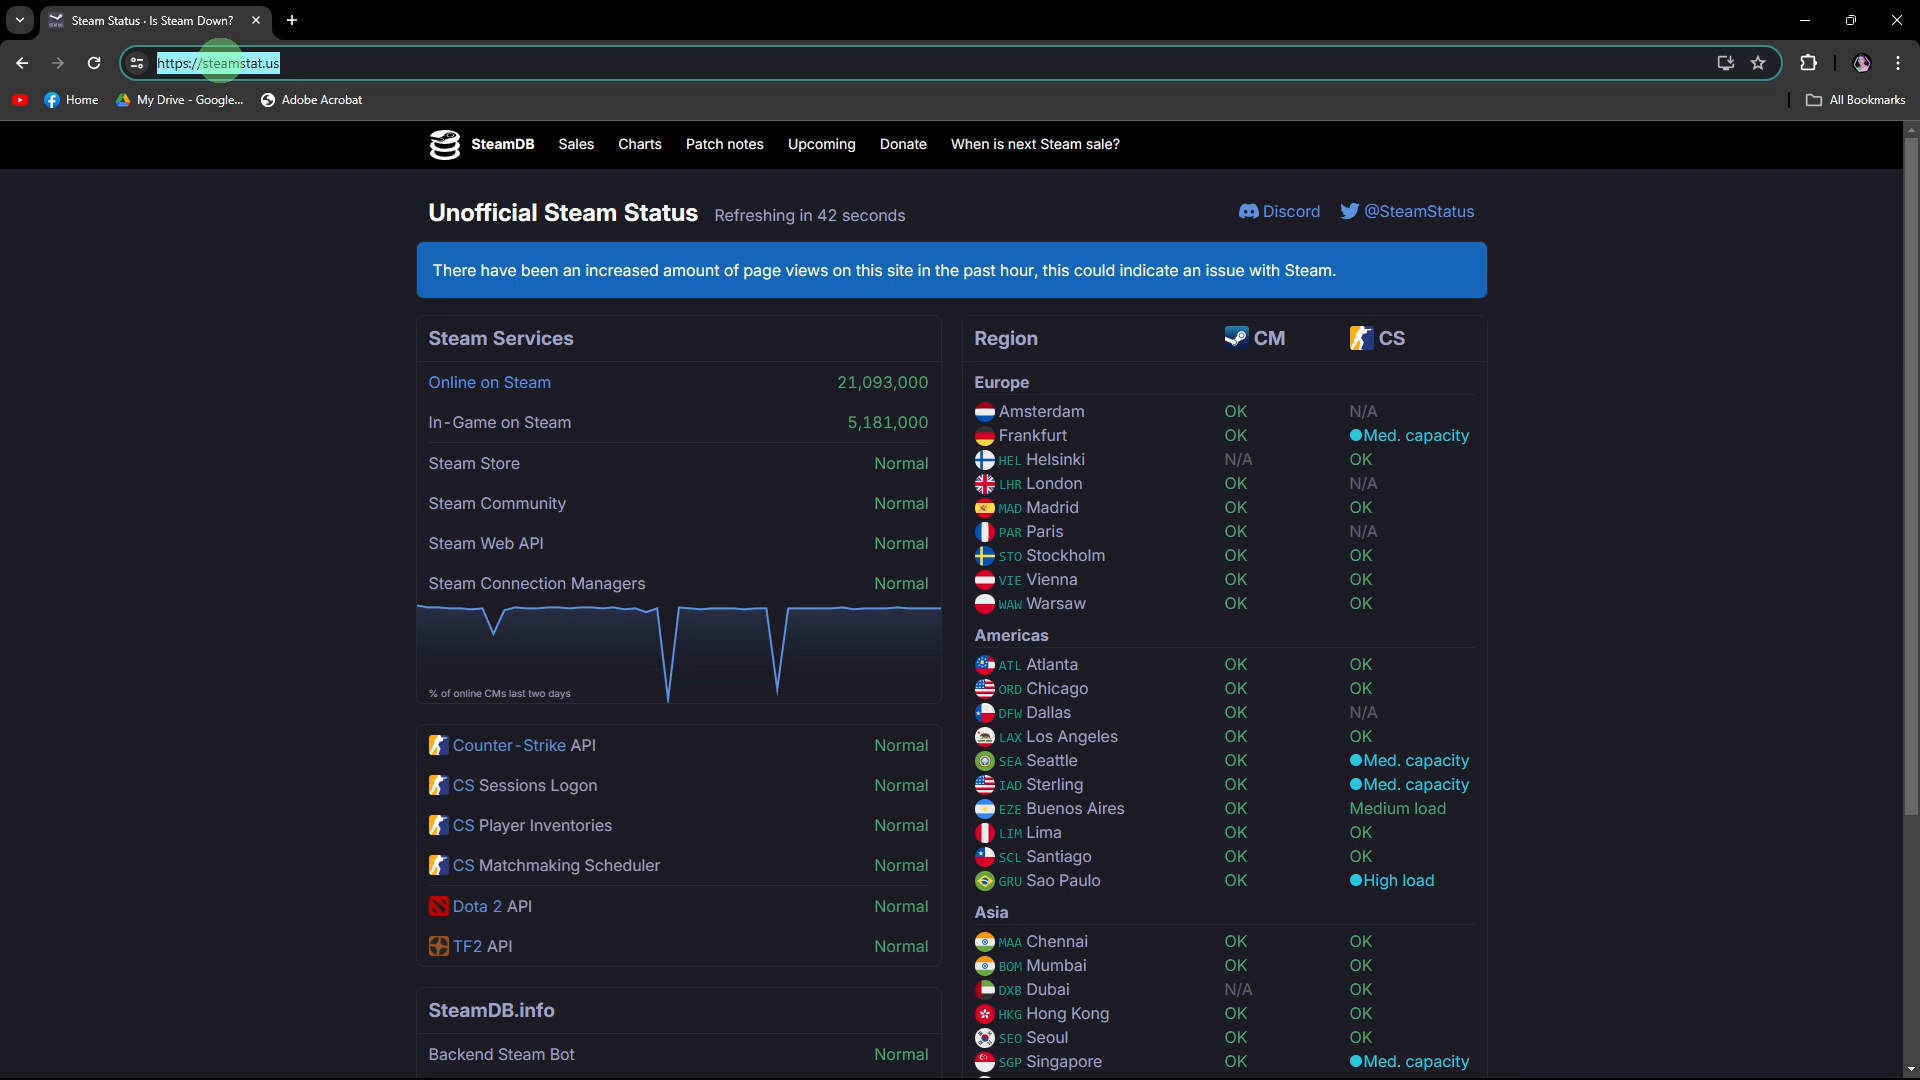 Steam Status · Is Steam Down?
https://steamstat.us
Home
My Drive - Google...
Adobe Acrobat
All Bookmarks
SteamDB Sales Charts Patch notes Upcoming Donate When is next Steam sale?
Unofficial Steam Status Refreshing in 42 seconds Discord @SteamStatus
There have been an increased amount of page views on this site in the past hour, this could indicate an issue with Steam.
Steam Services
Online on Steam 21,093,000
In-Game on Steam 5,181,000
Steam Store Normal
Steam Community Normal
Steam Web API Normal
Steam Connection Managers Normal
% of online CMs last two days
Counter-Strike API Normal
CS Sessions Logon Normal
CS Player Inventories Normal
CS Matchmaking Scheduler Normal
Dota 2 API Normal
TF2 API Normal
SteamDB.info
Backend Steam Bot Normal
Region CM CS
Europe
Amsterdam OK N/A
Frankfurt OK Med. capacity
HEL Helsinki N/A OK
LHR London OK N/A
MAD Madrid OK OK
PAR Paris OK N/A
STO Stockholm OK OK
VIE Vienna OK OK
WAW Warsaw OK OK
Americas
ATL Atlanta OK OK
ORD Chicago OK OK
DFW Dallas OK N/A
LAX Los Angeles OK OK
SEA Seattle OK Med. capacity
IAD Sterling OK Med. capacity
EZE Buenos Aires OK Medium load
LIM Lima OK OK
SCL Santiago OK OK
GRU Sao Paulo OK High load
Asia
MAA Chennai OK OK
BOM Mumbai OK OK
DXB Dubai N/A OK
HKG Hong Kong OK OK
SEO Seoul OK OK
SGP Singapore OK Med. capacity